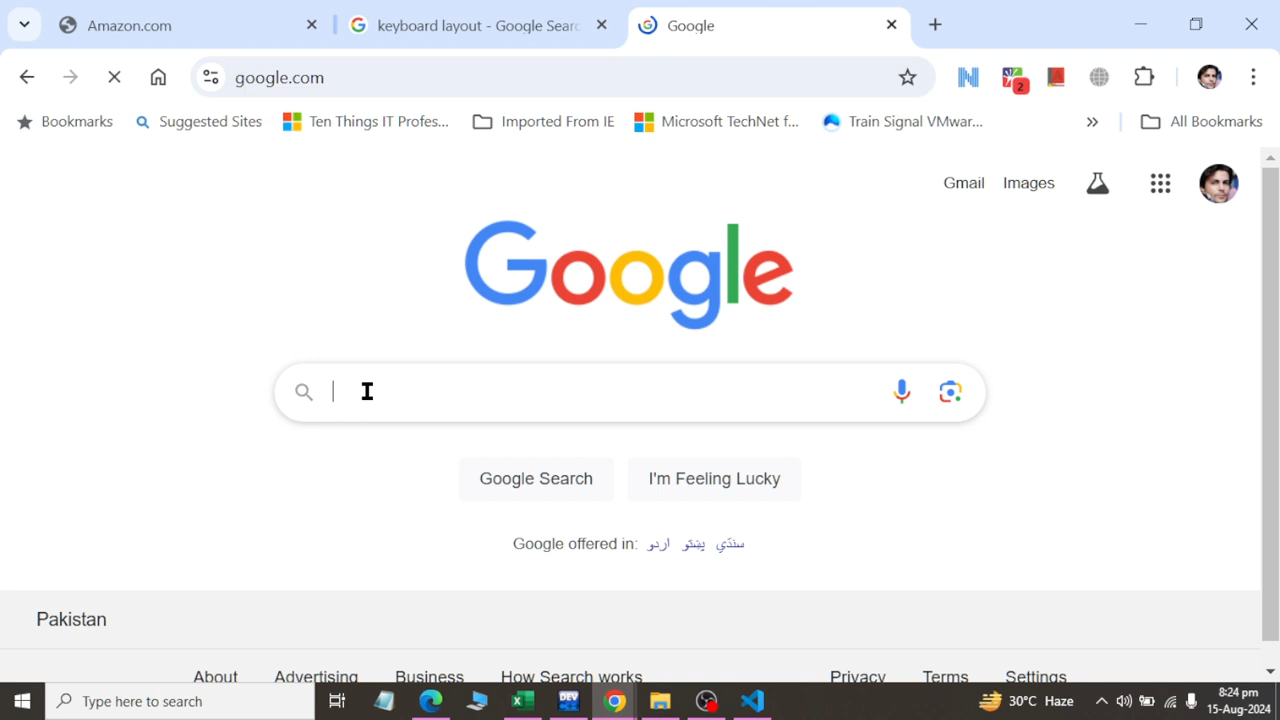 Amazon.com
keyboard layout - Google Searc
Google
google.com
2
Bookmarks
Suggested Sites
Ten Things IT Profes...
Imported From IE
Microsoft TechNet f...
Train Signal VMwar...
»
All Bookmarks
Gmail
Images
Google
Google Search
I'm Feeling Lucky
Google offered in: اردو پښتو سنڌي
Pakistan
About
Advertising
Business
How Search works
Privacy
Terms
Settings
Type here to search
DEV
30°C Haze
8:24 pm
15-Aug-2024